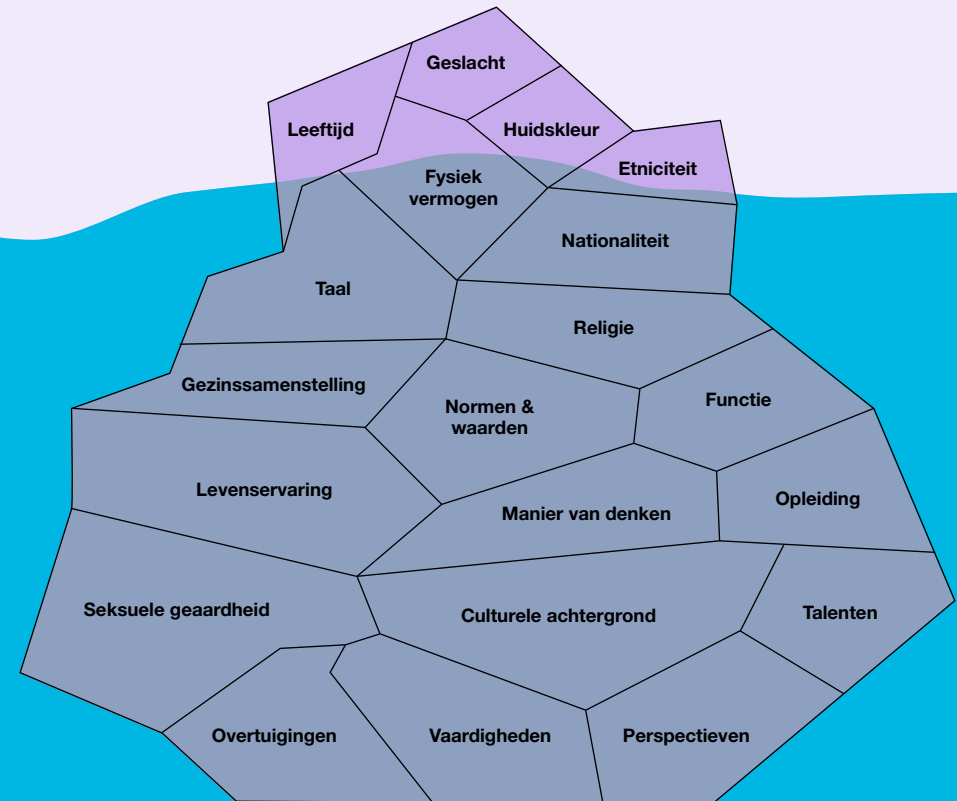 Geslacht
Leeftijd
Huidskleur
Etniciteit
Fysiek
vermogen
Nationaliteit
Taal
Religie
Gezinssamenstelling
Normen &
waarden
Functie
Levenservaring
Manier van denken
Opleiding
Seksuele geaardheid
Culturele achtergrond
Talenten
Overtuigingen
Vaardigheden
Perspectieven